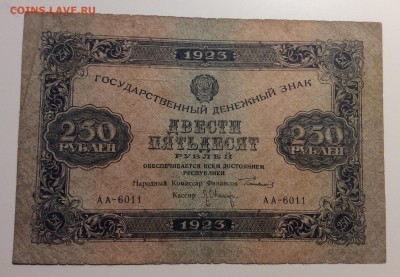 COINS.LAVE.RU
1923
ГОСУДАРСТВЕННЫЙ ДЕНЕЖНЫЙ ЗНАК
250
РУБЛЕЙ
ДВЕСТИ
ПЯТЬДЕСЯТ
РУБЛЕЙ
250
РУБЛЕЙ
ОБЕСПЕЧИВАЕТСЯ ВСЕМ ДОСТОЯНИЕМ
РЕСПУБЛИКИ
Народный Комиссар Финансов
Кассир
АА-6011
АА-6011
1923